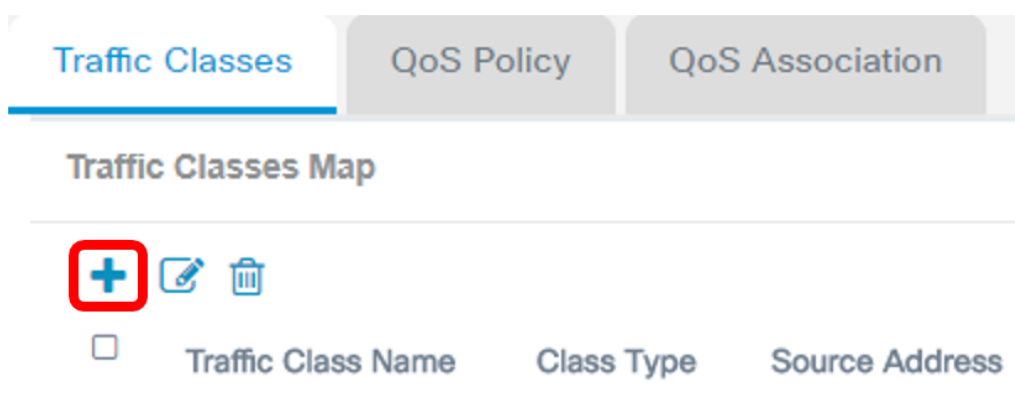 Traffic Classes QoS Policy QoS Association
Traffic Classes Map
Traffic Class Name Class Type Source Address